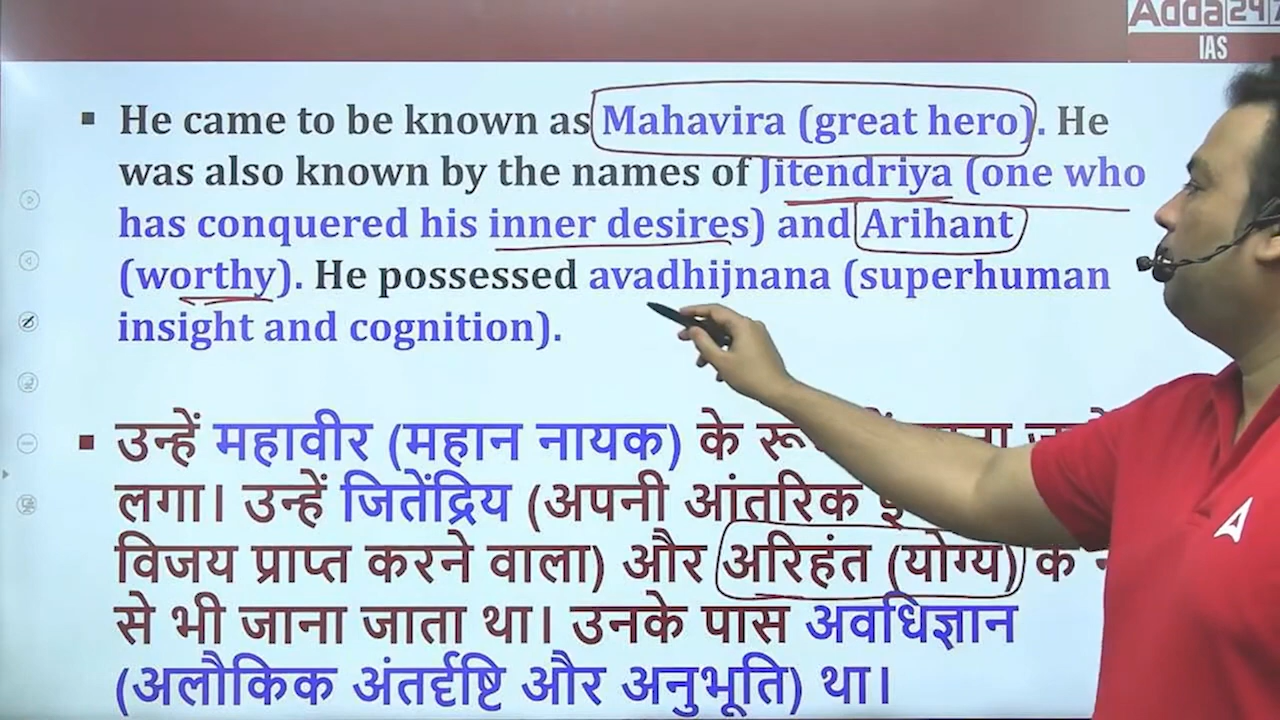 Adda247
IAS
▪ He came to be known as Mahavira (great hero). He
was also known by the names of Jitendriya (one who
has conquered his inner desires) and Arihant
(worthy). He possessed avadhijnana (superhuman
insight and cognition).
▪ उन्हें महावीर (महान नायक) के
लगा। उन्हें जितेंद्रिय (अपनी आंतरिक
विजय प्राप्त करने वाला) और अरिहंत (योग्य) के
से भी जाना जाता था। उनके पास अवधिज्ञान
(अलौकिक अंतर्दृष्टि और अनुभूति) था।